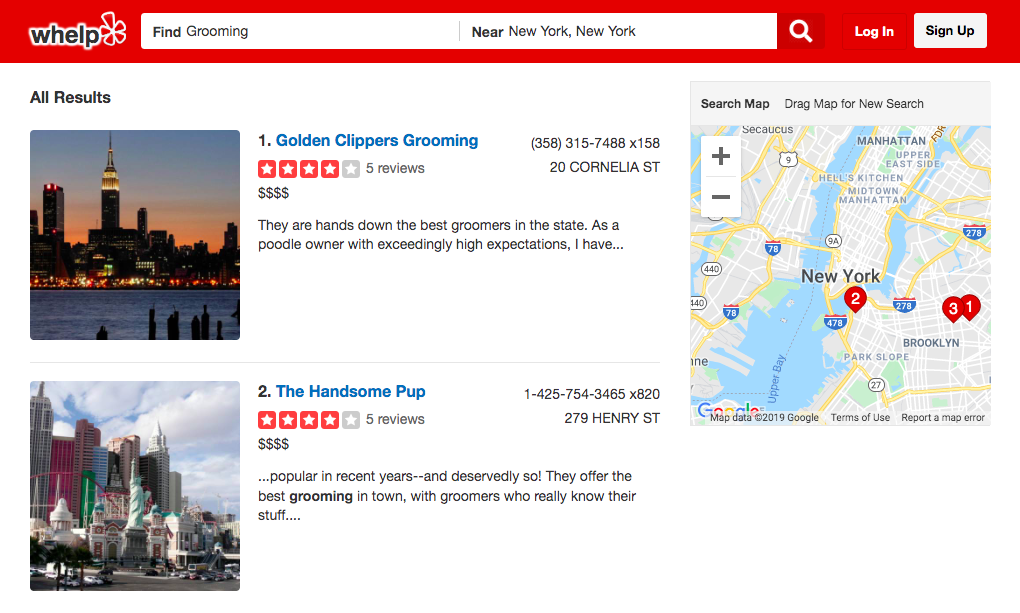 whelp
Find Grooming
Near New York, New York
Log In
Sign Up
All Results
1. Golden Clippers Grooming
(358) 315-7488 x158
5 reviews
20 CORNELIA ST
$$$$
They are hands down the best groomers in the state. As a
poodle owner with exceedingly high expectations, I have...
2. The Handsome Pup
1-425-754-3465 x820
5 reviews
279 HENRY ST
$$$$
...popular in recent years--and deservedly so! They offer the
best grooming in town, with groomers who really know their
stuff....
Search Map
Drag Map for New Search
Secaucus
FDR
MANHATTAN
UPPER
EAST SIDE
9
HELL'S KITCHEN
MIDTOWN
MANHATTAN
278
9A
78
440
New York
440
2
278
3
1
78
478
BROOKLYN
PARK SLOPE
Upper Bay
27
Google
Map data ©2019 Google
Terms of Use
Report a map error